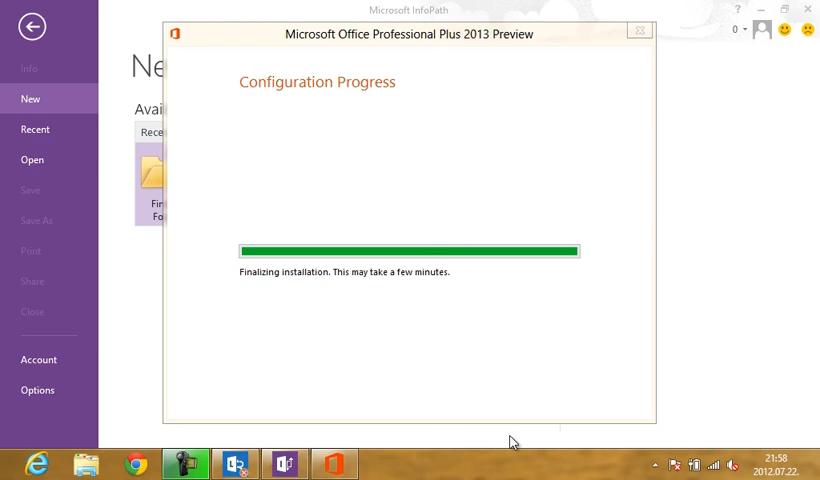 Microsoft InfoPath
?
0
Info
New
Recent
Open
Save
Save As
Print
Share
Close
Account
Options
Ne
Avai
Rece
Fin
Fo
Microsoft Office Professional Plus 2013 Preview
Configuration Progress
Finalizing installation. This may take a few minutes.
21:58
2012.07.22.